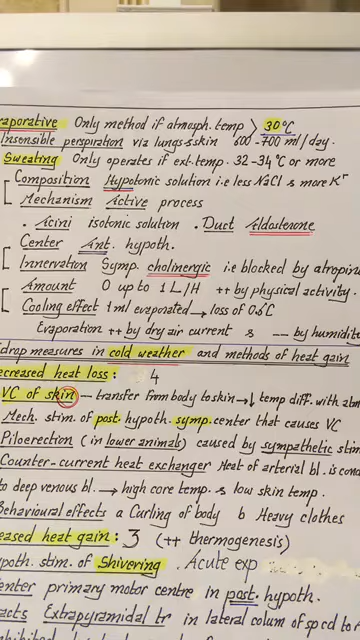 vaporative Only method if atmosph. temp > 30°C
Insensible perspiration via lungs & skin 600-700 ml/day.
Sweating Only operates if ext. temp. 32-34°C or more
Composition Hypotonic solution i.e less NaCl & more K+
Mechanism Active process
. Acini isotonic solution . Duct Aldosterone
Center Ant. hypoth.
Innervation Symp. cholinergic i.e blocked by atropin
Amount 0 up to 1 L/H ++ by physical activity.
Cooling effect 1 ml evaporated → loss of 0.6°C
Evaporation ++ by dry air current & -- by humidit
drop measures in cold weather and methods of heat gain
ecreased heat loss: 4
VC of skin → transfer from body to skin → ↓ temp diff. with atm
Mech. stim. of post. hypoth. symp. center that causes VC
Piloerection (in lower animals) caused by sympathetic stim
Counter-current heat exchanger Heat of arterial bl. is con
to deep venous bl. → high core temp. & low skin temp.
Behavioural effects a Curling of body b Heavy clothes
eased heat gain: 3 (++ thermogenesis)
ypoth. stim. of Shivering . Acute exp
enter primary motor centre in post. hypoth.
racts Extrapyramidal tr in lateral colum of sp cd to A